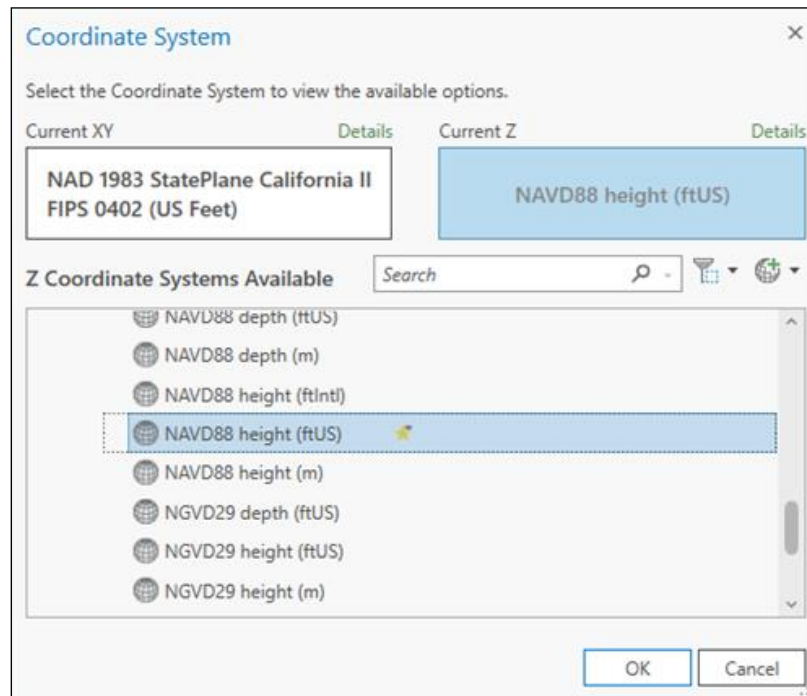 Coordinate System
Select the Coordinate System to view the available options.
Current XY Details Current Z Details
NAD 1983 StatePlane California II
FIPS 0402 (US Feet)
NAVD88 height (ftUS)
Z Coordinate Systems Available Search
NAVD88 depth (ftUS)
NAVD88 depth (m)
NAVD88 height (ftIntl)
NAVD88 height (ftUS)
NAVD88 height (m)
NGVD29 depth (ftUS)
NGVD29 height (ftUS)
NGVD29 height (m)
OK Cancel